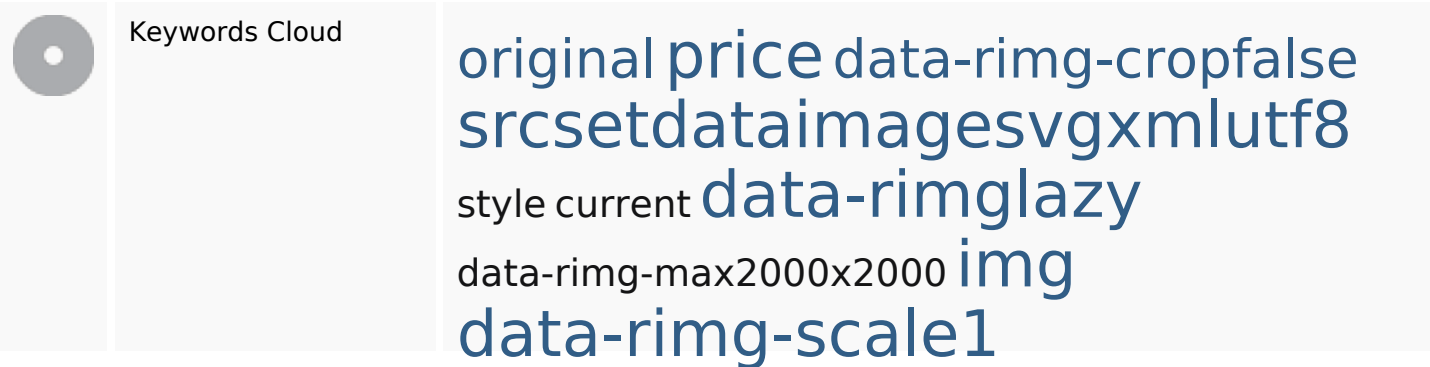 Keywords Cloud
original price data-rimg-cropfalse
srcsetdataimagesvgxmlutf8
style current data-rimglazy
data-rimg-max2000x2000 img
data-rimg-scale1